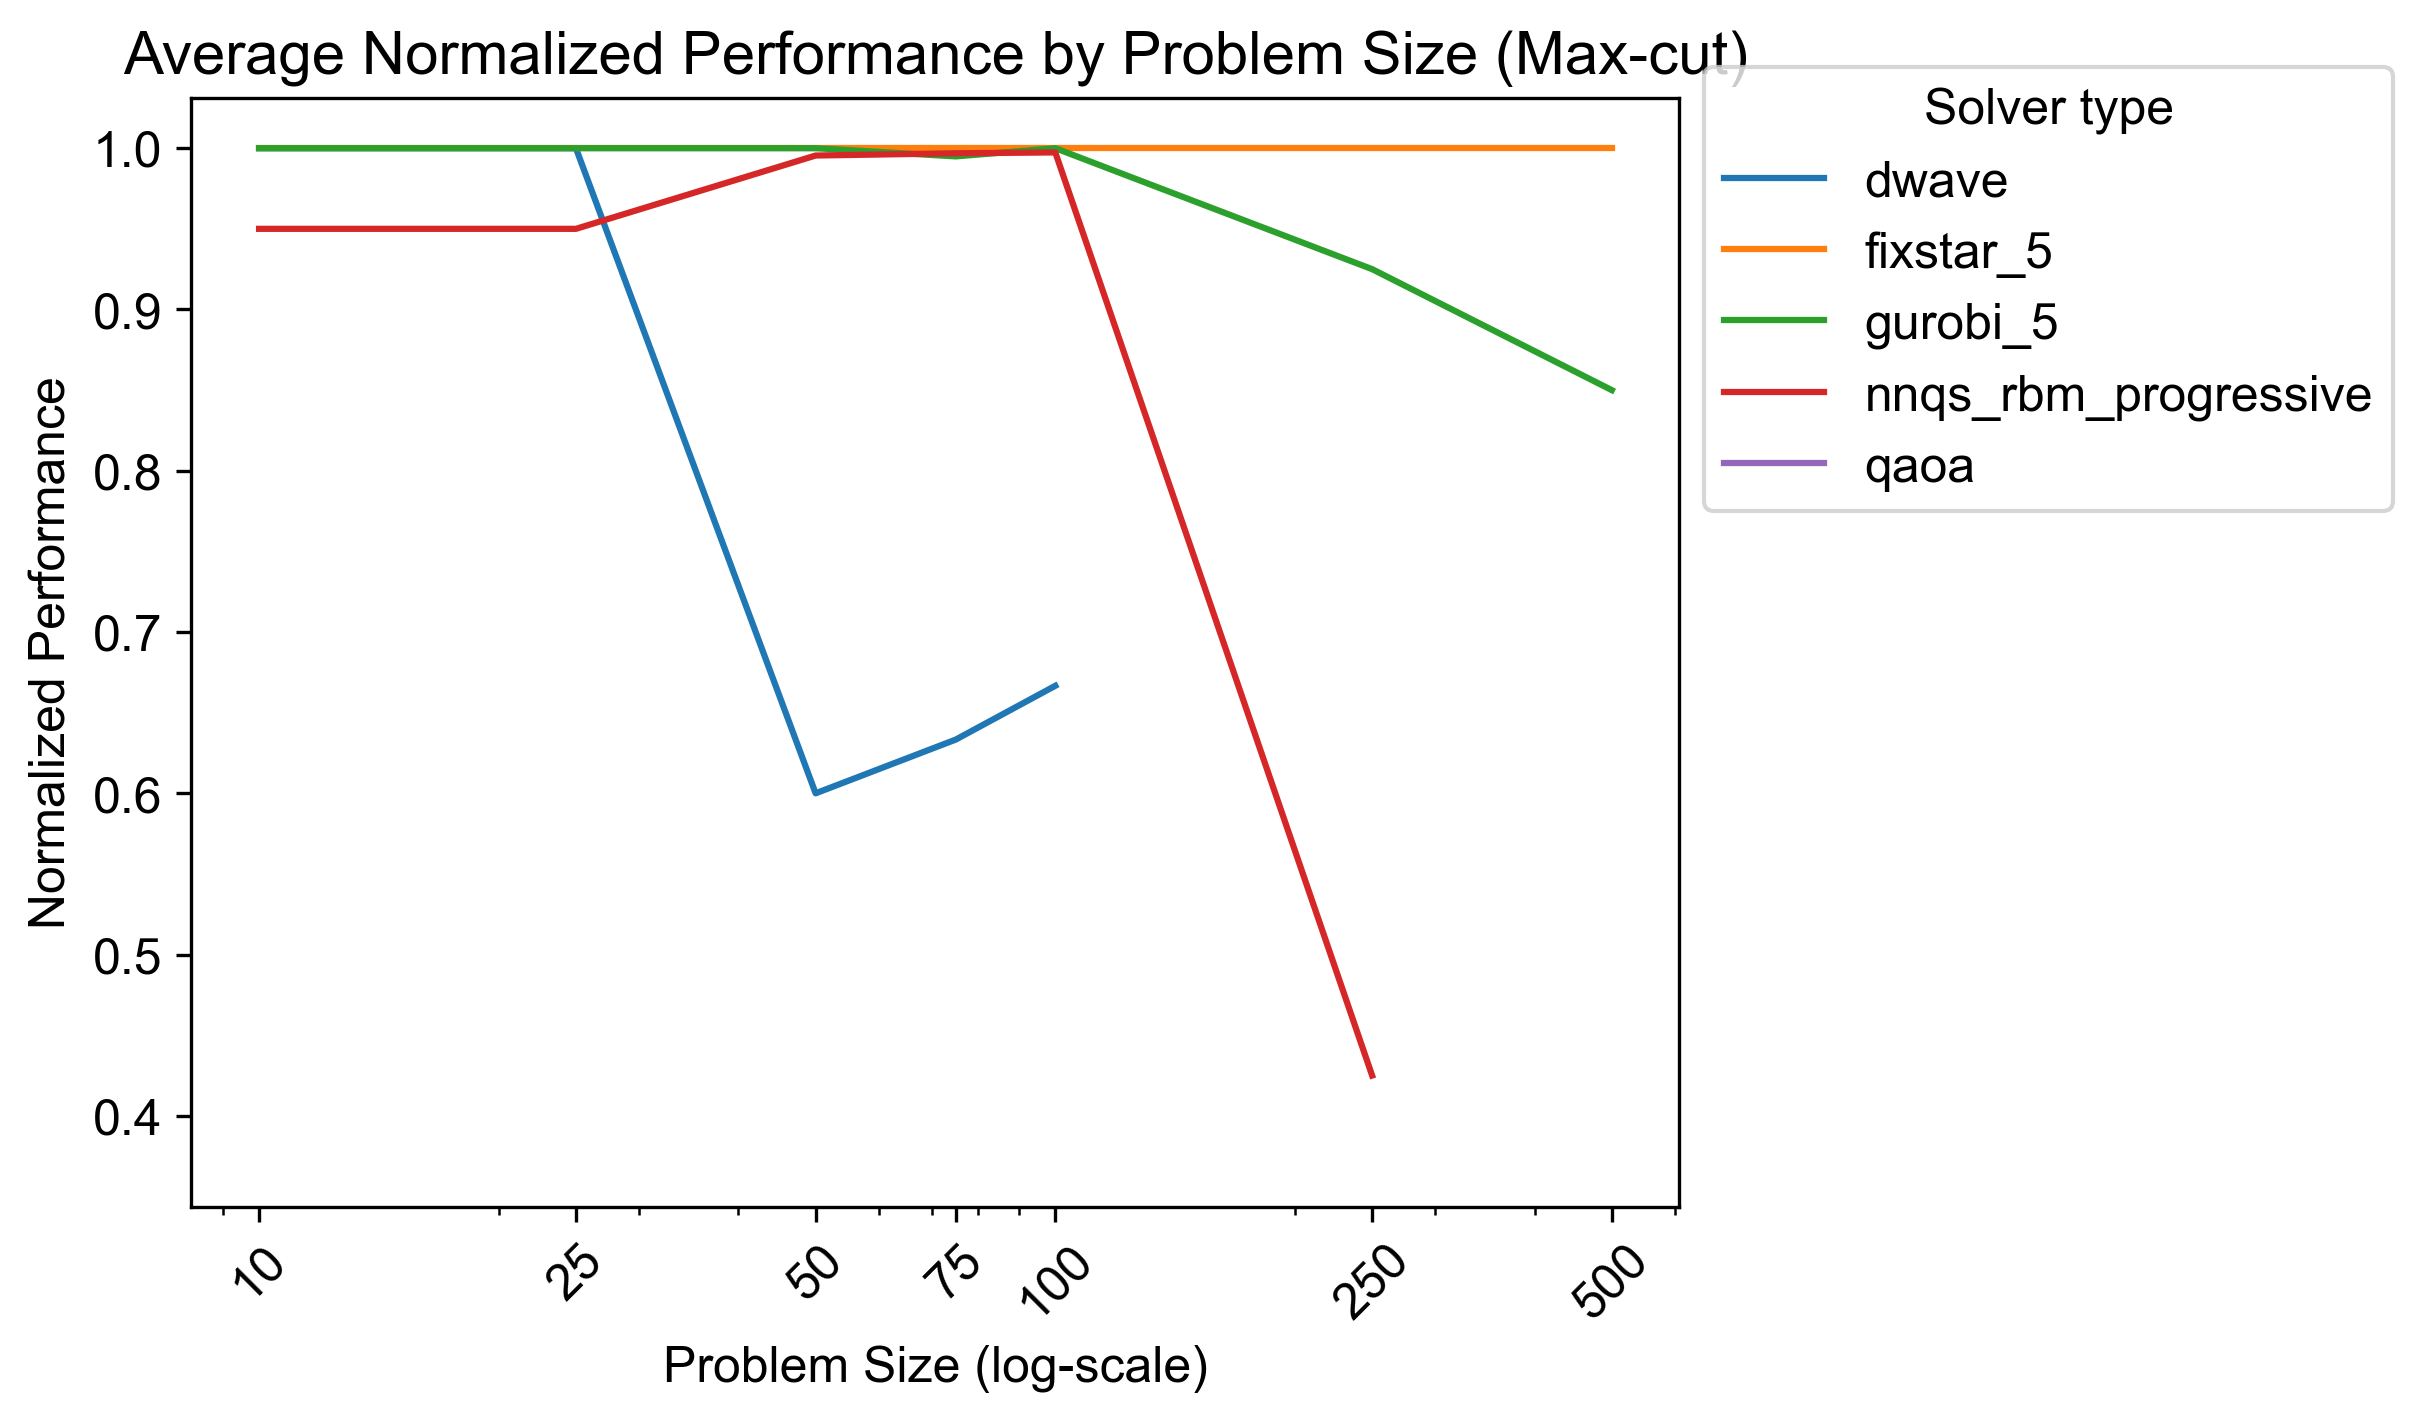 Average Normalized Performance by Problem Size (Max-cut)
Solver type
dwave
fixstar_5
gurobi_5
nnqs_rbm_progressive
qaoa
Normalized Performance
1.0
0.9
0.8
0.7
0.6
0.5
0.4
10 25 50 75 100 250 500
Problem Size (log-scale)